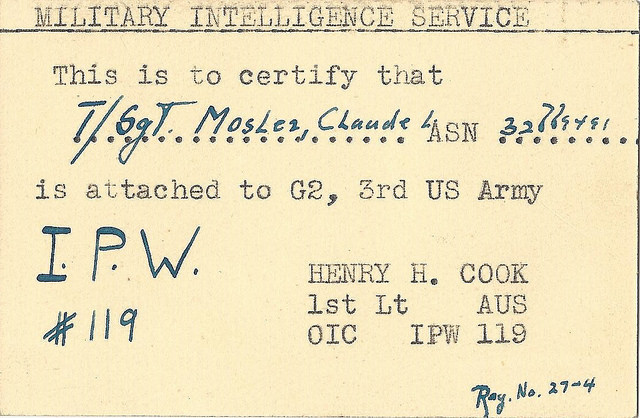 MILITARY INTELLIGENCE SERVICE
This is to certify that
T/Sgt. Mosler, Claude L ASN
is attached to G2, 3rd US Army
I.P.W.
#119
HENRY H. COOK
1st Lt AUS
OIC IPW 119
Reg. No. 27-4